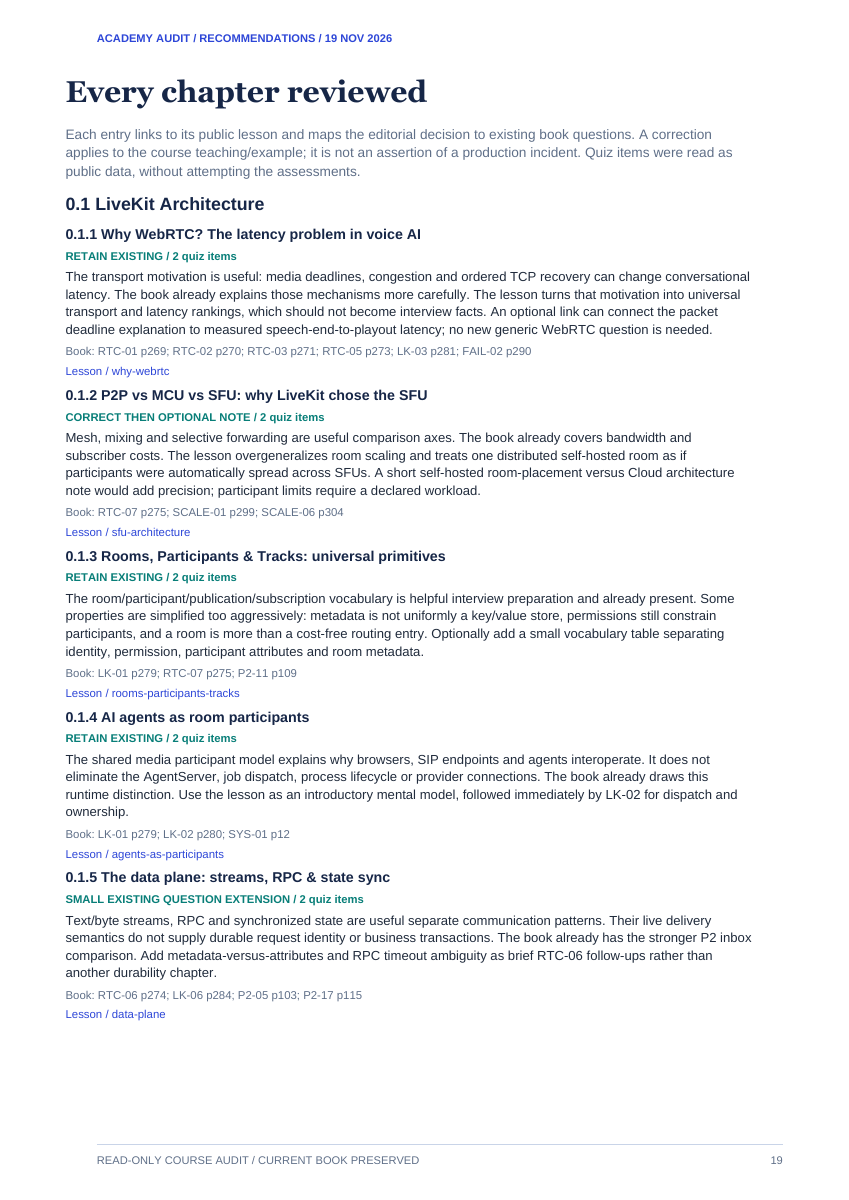 ACADEMY AUDIT / RECOMMENDATIONS / 19 NOV 2026
Every chapter reviewed
Each entry links to its public lesson and maps the editorial decision to existing book questions. A correction
applies to the course teaching/example; it is not an assertion of a production incident. Quiz items were read as
public data, without attempting the assessments.
0.1 LiveKit Architecture
0.1.1 Why WebRTC? The latency problem in voice AI
RETAIN EXISTING / 2 quiz items
The transport motivation is useful: media deadlines, congestion and ordered TCP recovery can change conversational
latency. The book already explains those mechanisms more carefully. The lesson turns that motivation into universal
transport and latency rankings, which should not become interview facts. An optional link can connect the packet
deadline explanation to measured speech-end-to-playout latency; no new generic WebRTC question is needed.
Book: RTC-01 p269; RTC-02 p270; RTC-03 p271; RTC-05 p273; LK-03 p281; FAIL-02 p290
Lesson / why-webrtc
0.1.2 P2P vs MCU vs SFU: why LiveKit chose the SFU
CORRECT THEN OPTIONAL NOTE / 2 quiz items
Mesh, mixing and selective forwarding are useful comparison axes. The book already covers bandwidth and
subscriber costs. The lesson overgeneralizes room scaling and treats one distributed self-hosted room as if
participants were automatically spread across SFUs. A short self-hosted room-placement versus Cloud architecture
note would add precision; participant limits require a declared workload.
Book: RTC-07 p275; SCALE-01 p299; SCALE-06 p304
Lesson / sfu-architecture
0.1.3 Rooms, Participants & Tracks: universal primitives
RETAIN EXISTING / 2 quiz items
The room/participant/publication/subscription vocabulary is helpful interview preparation and already present. Some
properties are simplified too aggressively: metadata is not uniformly a key/value store, permissions still constrain
participants, and a room is more than a cost-free routing entry. Optionally add a small vocabulary table separating
identity, permission, participant attributes and room metadata.
Book: LK-01 p279; RTC-07 p275; P2-11 p109
Lesson / rooms-participants-tracks
0.1.4 AI agents as room participants
RETAIN EXISTING / 2 quiz items
The shared media participant model explains why browsers, SIP endpoints and agents interoperate. It does not
eliminate the AgentServer, job dispatch, process lifecycle or provider connections. The book already draws this
runtime distinction. Use the lesson as an introductory mental model, followed immediately by LK-02 for dispatch and
ownership.
Book: LK-01 p279; LK-02 p280; SYS-01 p12
Lesson / agents-as-participants
0.1.5 The data plane: streams, RPC & state sync
SMALL EXISTING QUESTION EXTENSION / 2 quiz items
Text/byte streams, RPC and synchronized state are useful separate communication patterns. Their live delivery
semantics do not supply durable request identity or business transactions. The book already has the stronger P2 inbox
comparison. Add metadata-versus-attributes and RPC timeout ambiguity as brief RTC-06 follow-ups rather than
another durability chapter.
Book: RTC-06 p274; LK-06 p284; P2-05 p103; P2-17 p115
Lesson / data-plane
READ-ONLY COURSE AUDIT / CURRENT BOOK PRESERVED
19